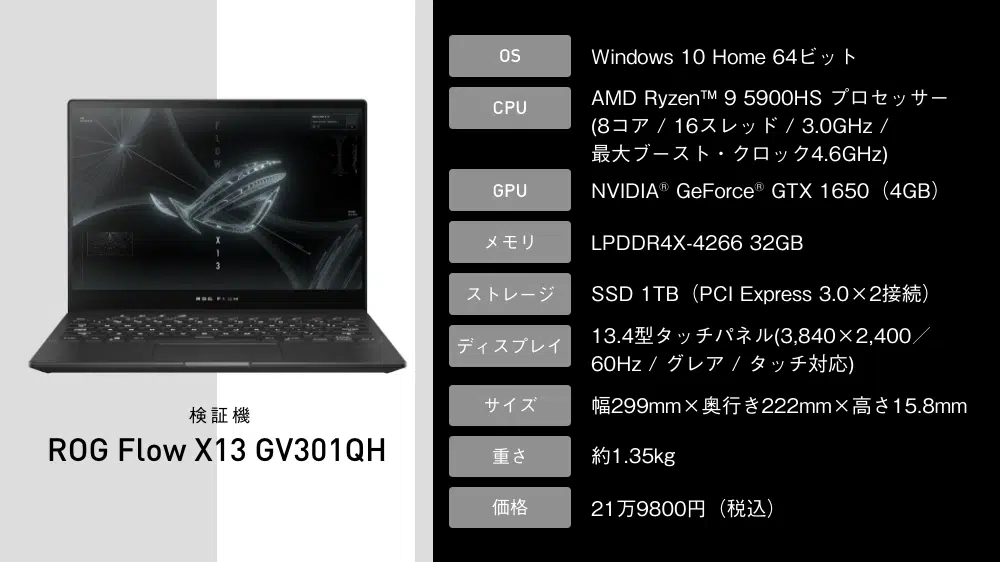 FLOW
X13
ROG FLOW
検証機
ROG Flow X13 GV301QH
OS
Windows 10 Home 64ビット
CPU
AMD Ryzen™ 9 5900HS プロセッサー
(8コア / 16スレッド / 3.0GHz /
最大ブースト・クロック4.6GHz)
GPU
NVIDIA® GeForce® GTX 1650（4GB）
メモリ
LPDDR4X-4266 32GB
ストレージ
SSD 1TB（PCI Express 3.0×2接続）
ディスプレイ
13.4型タッチパネル(3,840×2,400／
60Hz / グレア / タッチ対応)
サイズ
幅299mm×奥行き222mm×高さ15.8mm
重さ
約1.35kg
価格
21万9800円（税込）